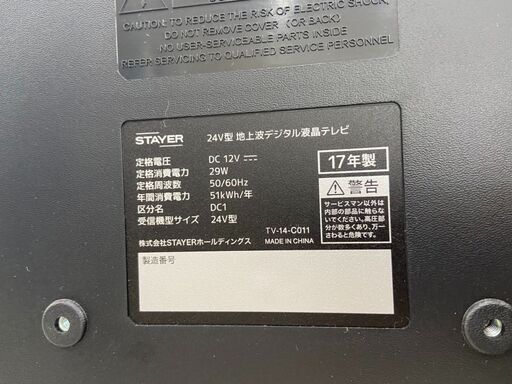 CAUTION: TO REDUCE THE RISK OF ELECTRIC SHOCK,
DO NOT REMOVE COVER (OR BACK)
NO USER-SERVICEABLE PARTS INSIDE
REFER SERVICING TO QUALIFIED SERVICE PERSONNEL
STAYER 24V型 地上波デジタル液晶テレビ
定格電圧 DC 12V
定格消費電力 29W
定格周波数 50/60Hz
年間消費電力 51kWh/年
区分名 DC1
受信機型サイズ 24V型
17年製
警告
サービスマン以外は
内部の部品に触らな
いでください。高圧部
分が数多くあり、万一
さわると危険です。
株式会社STAYERホールディングス
TV-14-C011
MADE IN CHINA
製造番号